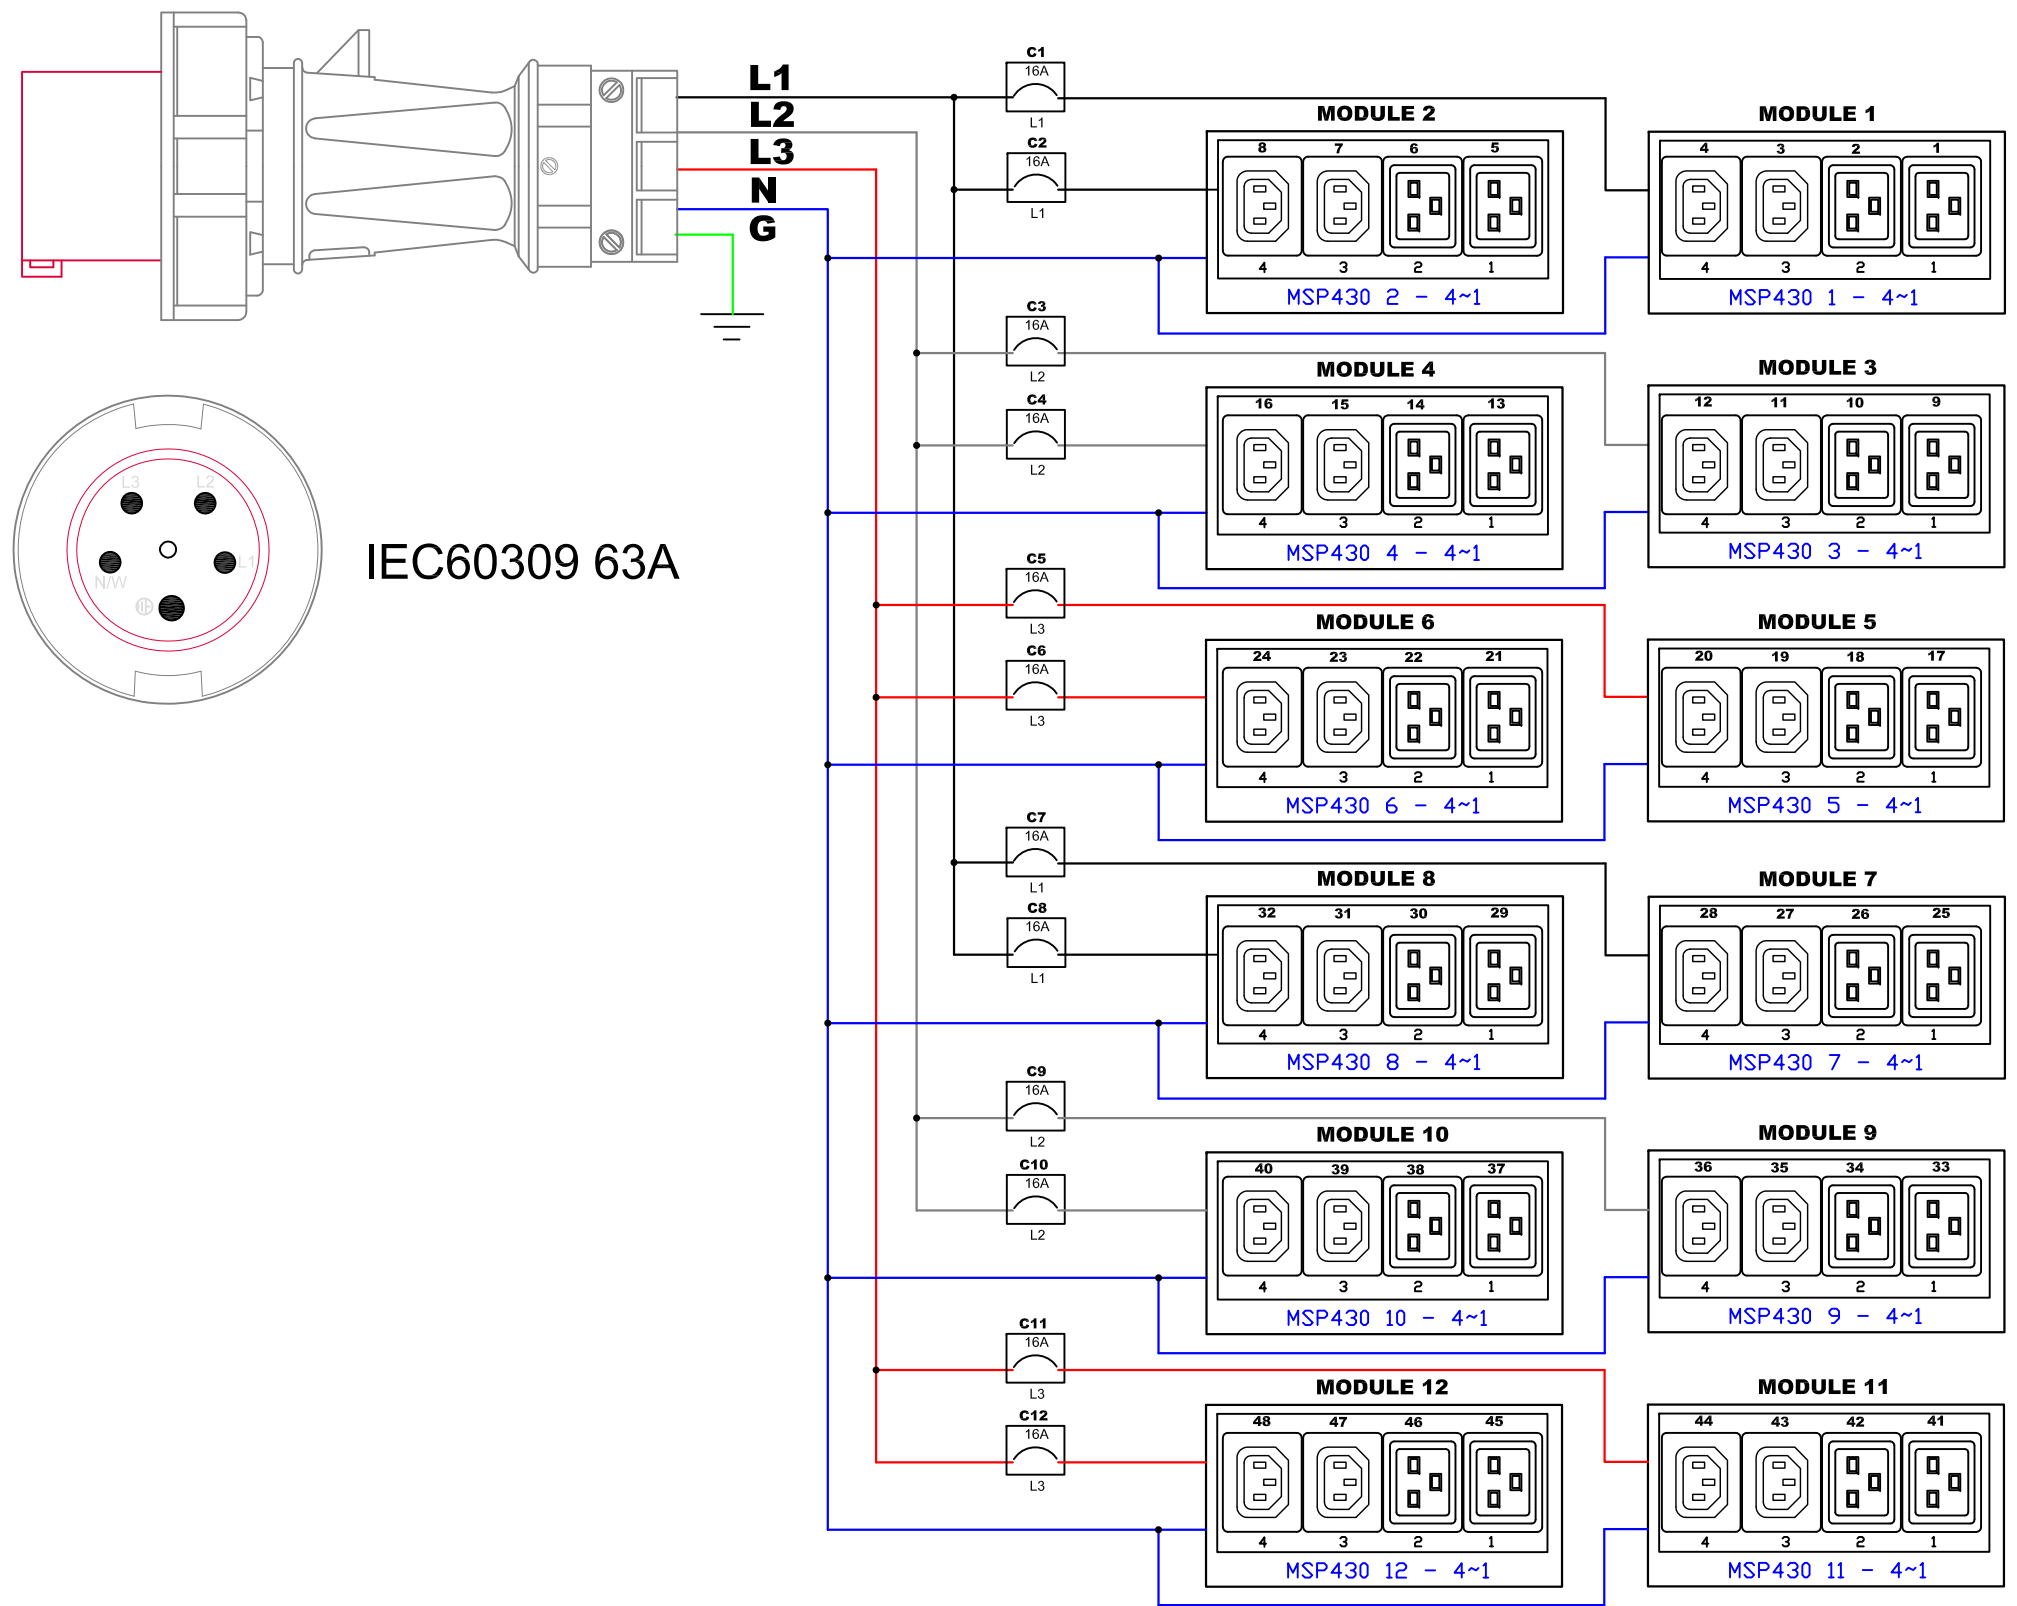 L1
L2
L3
N
G
L3 L2
N/W L1
IEC60309 63A
C1
16A
L1
C2
16A
L1
MODULE 2
8 7 6 5
4 3 2 1
MSP430 2 - 4~1
MODULE 1
4 3 2 1
4 3 2 1
MSP430 1 - 4~1
C3
16A
L2
C4
16A
L2
MODULE 4
16 15 14 13
4 3 2 1
MSP430 4 - 4~1
MODULE 3
12 11 10 9
4 3 2 1
MSP430 3 - 4~1
C5
16A
L3
C6
16A
L3
MODULE 6
24 23 22 21
4 3 2 1
MSP430 6 - 4~1
MODULE 5
20 19 18 17
4 3 2 1
MSP430 5 - 4~1
C7
16A
L1
C8
16A
L1
MODULE 8
32 31 30 29
4 3 2 1
MSP430 8 - 4~1
MODULE 7
28 27 26 25
4 3 2 1
MSP430 7 - 4~1
C9
16A
L2
C10
16A
L2
MODULE 10
40 39 38 37
4 3 2 1
MSP430 10 - 4~1
MODULE 9
36 35 34 33
4 3 2 1
MSP430 9 - 4~1
C11
16A
L3
C12
16A
L3
MODULE 12
48 47 46 45
4 3 2 1
MSP430 12 - 4~1
MODULE 11
44 43 42 41
4 3 2 1
MSP430 11 - 4~1